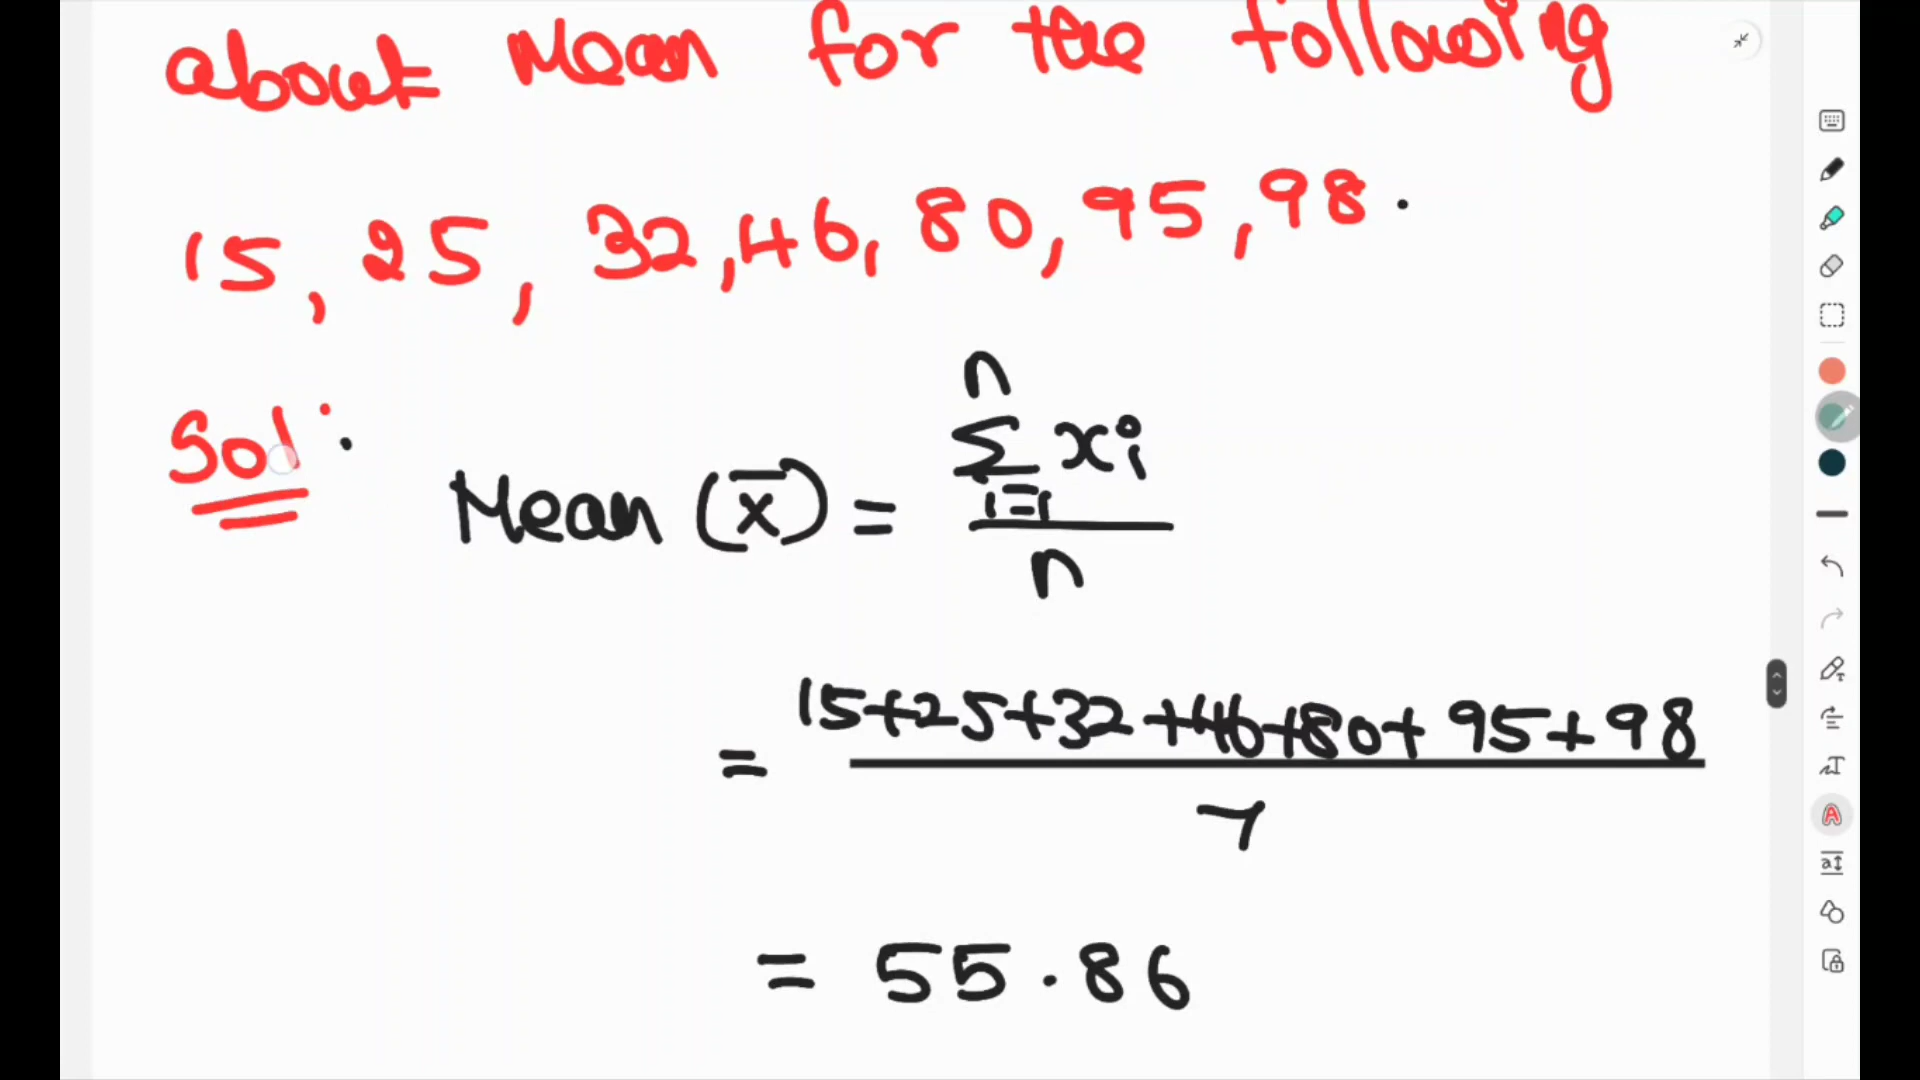 about Mean for the following
15, 25, 32, 46, 80, 95, 98.
Sol:
Mean (x̄) = n Σ i=1 xi / n
= 15+25+32+46+80+95+98 / 7
= 55.86